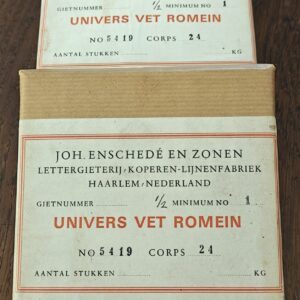 GIETNUMMER ½ MINIMUM NO 1
UNIVERS VET ROMEIN
NO 5419 CORPS 24
AANTAL STUKKEN KG
JOH. ENSCHEDÉ EN ZONEN
LETTERGIETERIJ/KOPEREN-LIJNENFABRIEK
HAARLEM/NEDERLAND
GIETNUMMER ½ MINIMUM NO 1
UNIVERS VET ROMEIN
NO 5419 CORPS 24
AANTAL STUKKEN KG